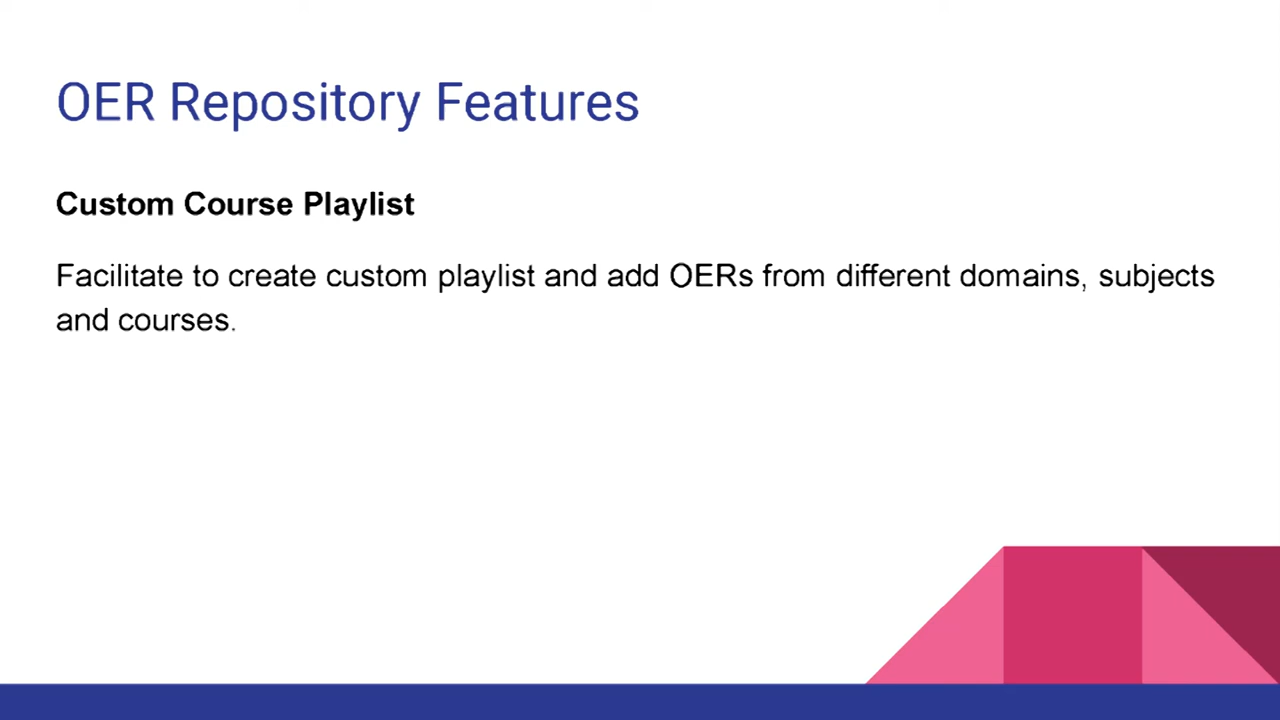 OER Repository Features
Custom Course Playlist
Facilitate to create custom playlist and add OERs from different domains, subjects
and courses.